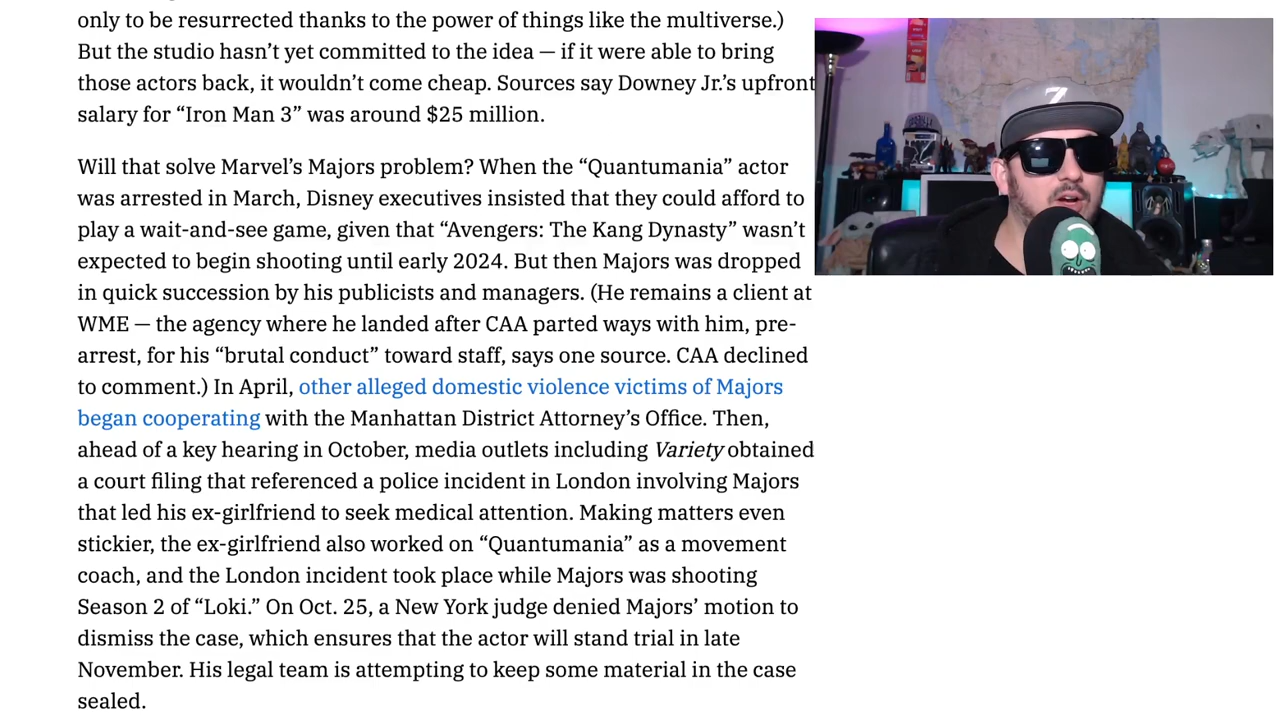 only to be resurrected thanks to the power of things like the multiverse.)
But the studio hasn’t yet committed to the idea — if it were able to bring
those actors back, it wouldn’t come cheap. Sources say Downey Jr.’s upfront
salary for “Iron Man 3” was around $25 million.
Will that solve Marvel’s Majors problem? When the “Quantumania” actor
was arrested in March, Disney executives insisted that they could afford to
play a wait-and-see game, given that “Avengers: The Kang Dynasty” wasn’t
expected to begin shooting until early 2024. But then Majors was dropped
in quick succession by his publicists and managers. (He remains a client at
WME — the agency where he landed after CAA parted ways with him, pre-
arrest, for his “brutal conduct” toward staff, says one source. CAA declined
to comment.) In April, other alleged domestic violence victims of Majors
began cooperating with the Manhattan District Attorney’s Office. Then,
ahead of a key hearing in October, media outlets including Variety obtained
a court filing that referenced a police incident in London involving Majors
that led his ex-girlfriend to seek medical attention. Making matters even
stickier, the ex-girlfriend also worked on “Quantumania” as a movement
coach, and the London incident took place while Majors was shooting
Season 2 of “Loki.” On Oct. 25, a New York judge denied Majors’ motion to
dismiss the case, which ensures that the actor will stand trial in late
November. His legal team is attempting to keep some material in the case
sealed.